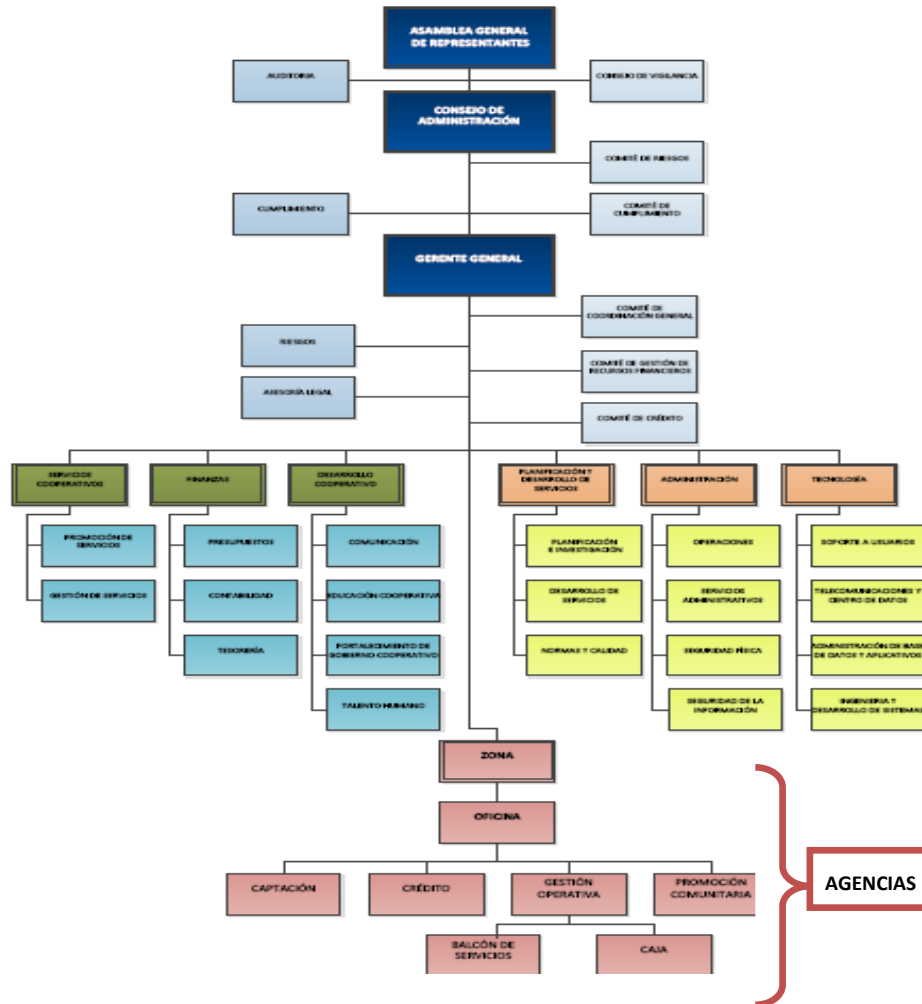 ASAMBLEA GENERAL
DE REPRESENTANTES
AUDITORIA
CONSEJO DE VIGILANCIA
CONSEJO DE
ADMINISTRACIÓN
COMITÉ DE RIESGOS
CUMPLIMIENTO
COMITÉ DE
CUMPLIMIENTO
GERENTE GENERAL
COMITÉ DE
COORDINACIÓN GENERAL
RIESGOS
COMITÉ DE GESTIÓN DE
RECURSOS FINANCIEROS
ASESORÍA LEGAL
COMITÉ DE CRÉDITO
SERVICIOS
COOPERATIVOS
FINANZAS
DESARROLLO
COOPERATIVO
PLANIFICACIÓN Y
DESARROLLO DE
SERVICIOS
ADMINISTRACIÓN
TECNOLOGÍA
PROMOCIÓN DE
SERVICIOS
PRESUPUESTOS
COMUNICACIÓN
PLANIFICACIÓN
E INVESTIGACIÓN
OPERACIONES
SOPORTE A USUARIOS
GESTIÓN DE SERVICIOS
CONTABILIDAD
EDUCACIÓN COOPERATIVA
DESARROLLO DE
SERVICIOS
SERVICIOS
ADMINISTRATIVOS
TELECOMUNICACIONES Y
CENTRO DE DATOS
TESORERÍA
FORTALECIMIENTO DE
GOBIERNO COOPERATIVO
NORMAS Y CALIDAD
SEGURIDAD FÍSICA
ADMINISTRACIÓN DE BASE
DE DATOS Y APLICATIVOS
TALENTO HUMANO
SEGURIDAD DE LA
INFORMACIÓN
INGENIERIA Y
DESARROLLO DE SISTEMAS
ZONA
OFICINA
CAPTACIÓN
CRÉDITO
GESTIÓN
OPERATIVA
PROMOCIÓN
COMUNITARIA
AGENCIAS
BALCÓN DE
SERVICIOS
CAJA